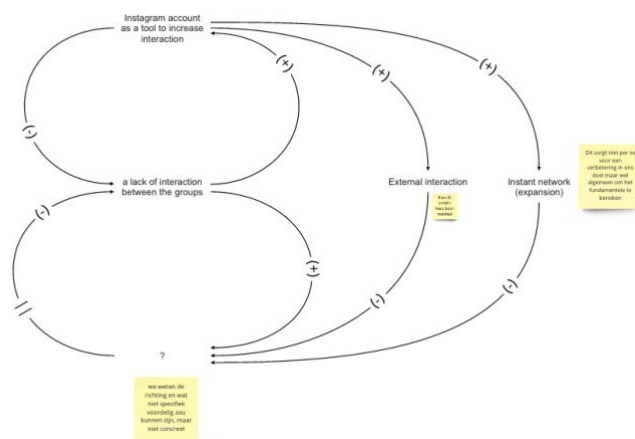 Instagram account
as a tool to increase
interaction
(+)
(+)
(+)
(-)
a lack of interaction
between the groups
External interaction
Instant network
(expansion)
Dit zorgt niet per se
voor een
verbetering in ons
doel maar wel
algemeen om het
fundamentele te
bereiken
(-)
(+)
(-)
(-)
?
we weten de
richting en wat
niet specifiek
voordelig zou
kunnen zijn, maar
niet concreet